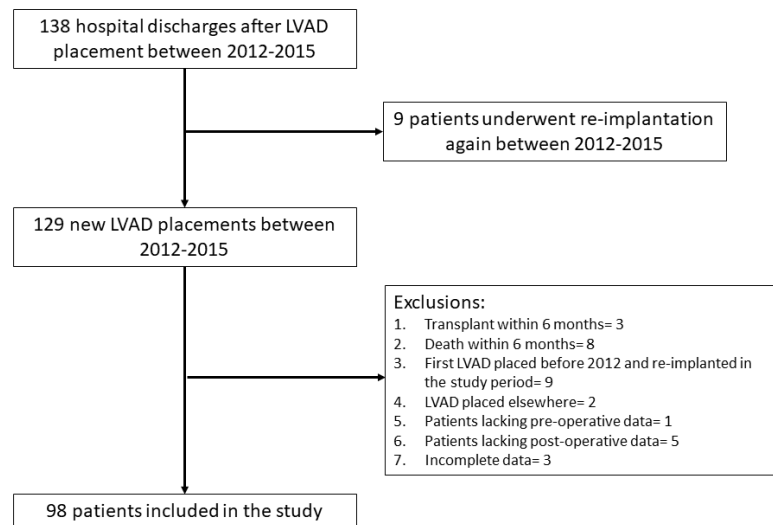 138 hospital discharges after LVAD
placement between 2012-2015
9 patients underwent re-implantation
again between 2012-2015
129 new LVAD placements between
2012-2015
Exclusions:
1. Transplant within 6 months= 3
2. Death within 6 months= 8
3. First LVAD placed before 2012 and re-implanted in
the study period= 9
4. LVAD placed elsewhere= 2
5. Patients lacking pre-operative data= 1
6. Patients lacking post-operative data= 5
7. Incomplete data= 3
98 patients included in the study